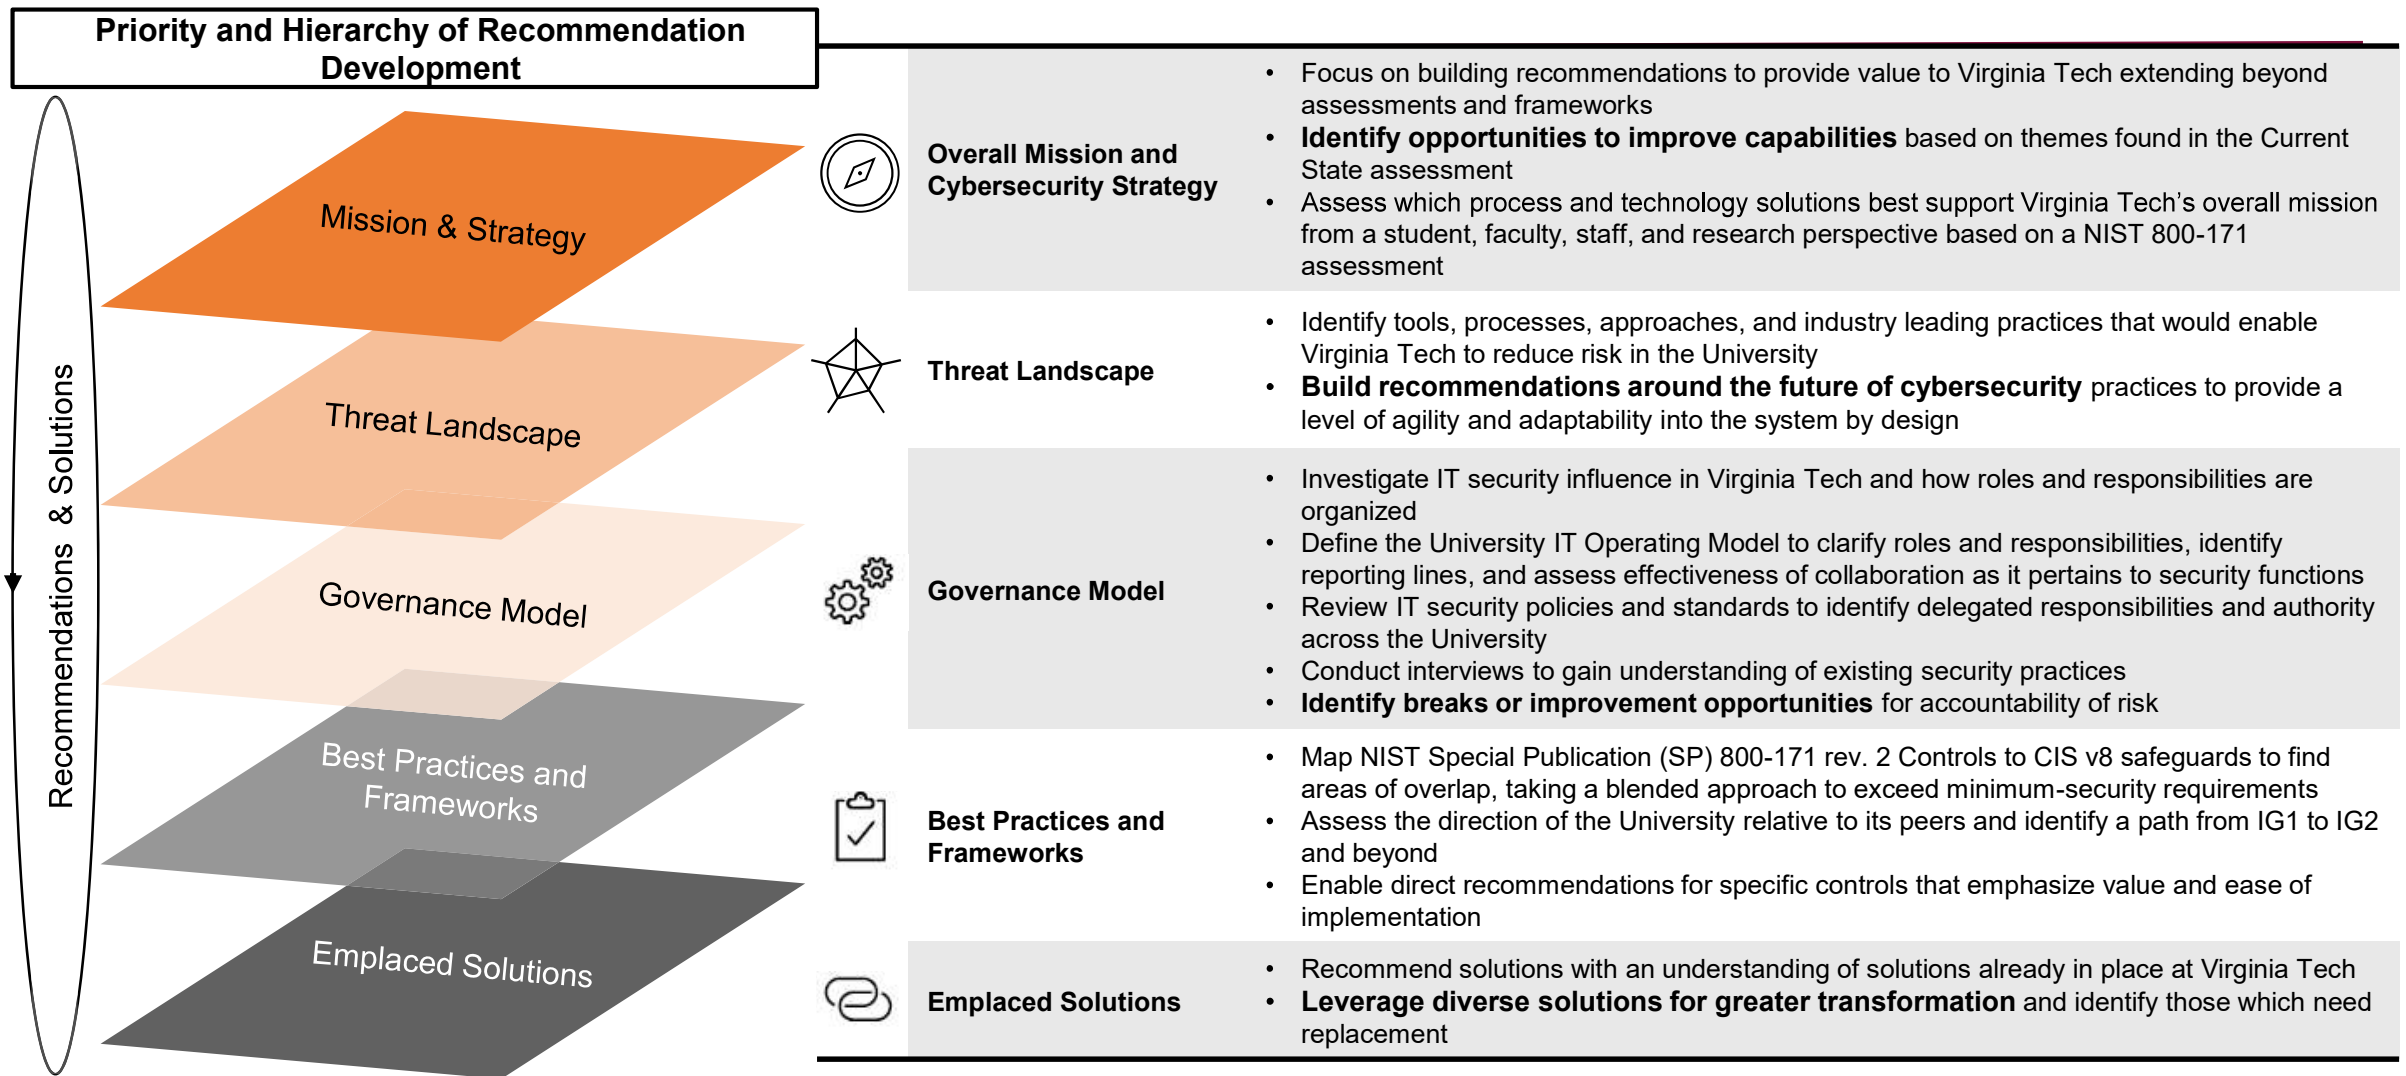 Priority and Hierarchy of Recommendation
Development
Recommendations & Solutions
Mission & Strategy
Threat Landscape
Governance Model
Best Practices and
Frameworks
Emplaced Solutions
Overall Mission and
Cybersecurity Strategy
• Focus on building recommendations to provide value to Virginia Tech extending beyond
assessments and frameworks
• Identify opportunities to improve capabilities based on themes found in the Current
State assessment
• Assess which process and technology solutions best support Virginia Tech’s overall mission
from a student, faculty, staff, and research perspective based on a NIST 800-171
assessment
Threat Landscape
• Identify tools, processes, approaches, and industry leading practices that would enable
Virginia Tech to reduce risk in the University
• Build recommendations around the future of cybersecurity practices to provide a
level of agility and adaptability into the system by design
Governance Model
• Investigate IT security influence in Virginia Tech and how roles and responsibilities are
organized
• Define the University IT Operating Model to clarify roles and responsibilities, identify
reporting lines, and assess effectiveness of collaboration as it pertains to security functions
• Review IT security policies and standards to identify delegated responsibilities and authority
across the University
• Conduct interviews to gain understanding of existing security practices
• Identify breaks or improvement opportunities for accountability of risk
Best Practices and
Frameworks
• Map NIST Special Publication (SP) 800-171 rev. 2 Controls to CIS v8 safeguards to find
areas of overlap, taking a blended approach to exceed minimum-security requirements
• Assess the direction of the University relative to its peers and identify a path from IG1 to IG2
and beyond
• Enable direct recommendations for specific controls that emphasize value and ease of
implementation
Emplaced Solutions
• Recommend solutions with an understanding of solutions already in place at Virginia Tech
• Leverage diverse solutions for greater transformation and identify those which need
replacement